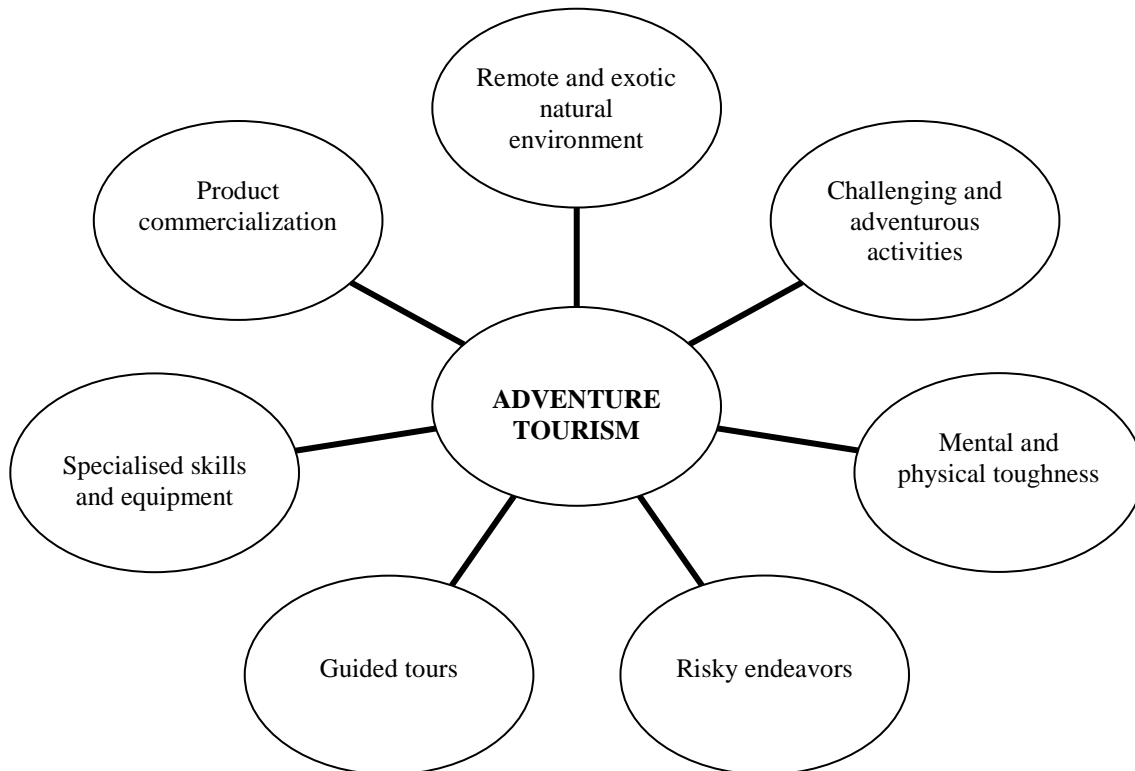 Remote and exotic
natural
environment
Product
commercialization
Challenging and
adventurous
activities
ADVENTURE
TOURISM
Specialised skills
and equipment
Mental and
physical toughness
Guided tours
Risky endeavors